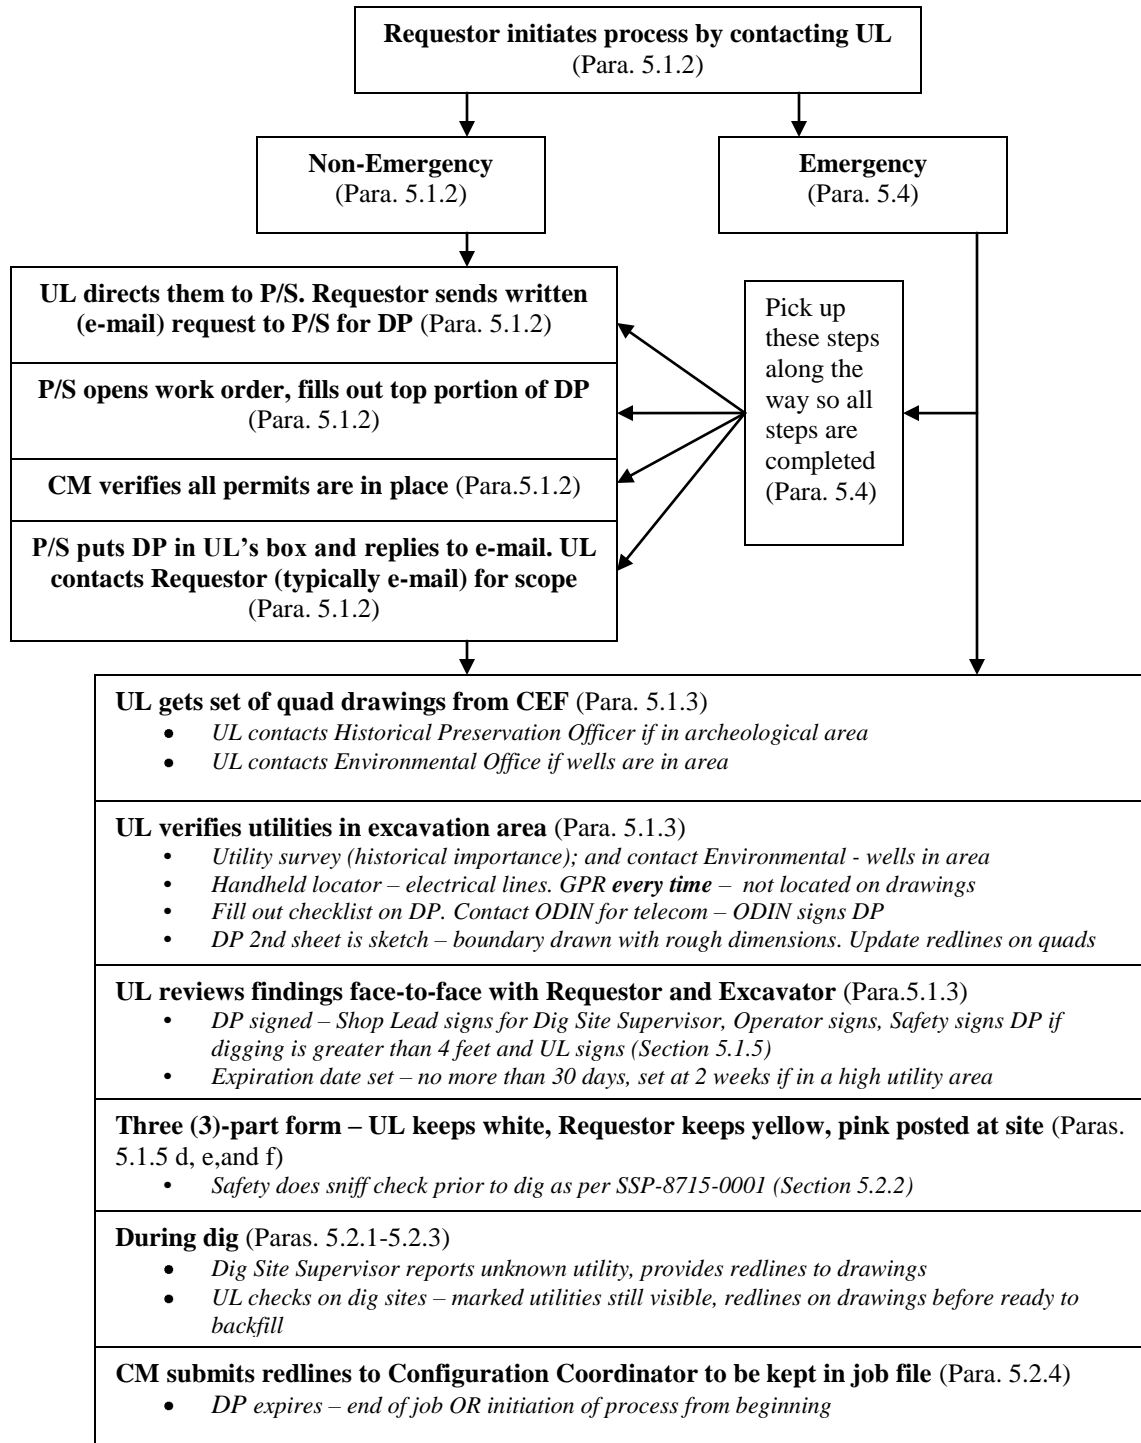 Requestor initiates process by contacting UL
(Para. 5.1.2)
Non-Emergency
(Para. 5.1.2)
Emergency
(Para. 5.4)
UL directs them to P/S. Requestor sends written
(e-mail) request to P/S for DP (Para. 5.1.2)
P/S opens work order, fills out top portion of DP
(Para. 5.1.2)
CM verifies all permits are in place (Para.5.1.2)
P/S puts DP in UL’s box and replies to e-mail. UL
contacts Requestor (typically e-mail) for scope
(Para. 5.1.2)
Pick up
these steps
along the
way so all
steps are
completed
(Para. 5.4)
UL gets set of quad drawings from CEF (Para. 5.1.3)
• UL contacts Historical Preservation Officer if in archeological area
• UL contacts Environmental Office if wells are in area
UL verifies utilities in excavation area (Para. 5.1.3)
• Utility survey (historical importance); and contact Environmental - wells in area
• Handheld locator – electrical lines. GPR every time – not located on drawings
• Fill out checklist on DP. Contact ODIN for telecom – ODIN signs DP
• DP 2nd sheet is sketch – boundary drawn with rough dimensions. Update redlines on quads
UL reviews findings face-to-face with Requestor and Excavator (Para.5.1.3)
• DP signed – Shop Lead signs for Dig Site Supervisor, Operator signs, Safety signs DP if
digging is greater than 4 feet and UL signs (Section 5.1.5)
• Expiration date set – no more than 30 days, set at 2 weeks if in a high utility area
Three (3)-part form – UL keeps white, Requestor keeps yellow, pink posted at site (Paras.
5.1.5 d, e,and f)
• Safety does sniff check prior to dig as per SSP-8715-0001 (Section 5.2.2)
During dig (Paras. 5.2.1-5.2.3)
• Dig Site Supervisor reports unknown utility, provides redlines to drawings
• UL checks on dig sites – marked utilities still visible, redlines on drawings before ready to
backfill
CM submits redlines to Configuration Coordinator to be kept in job file (Para. 5.2.4)
• DP expires – end of job OR initiation of process from beginning